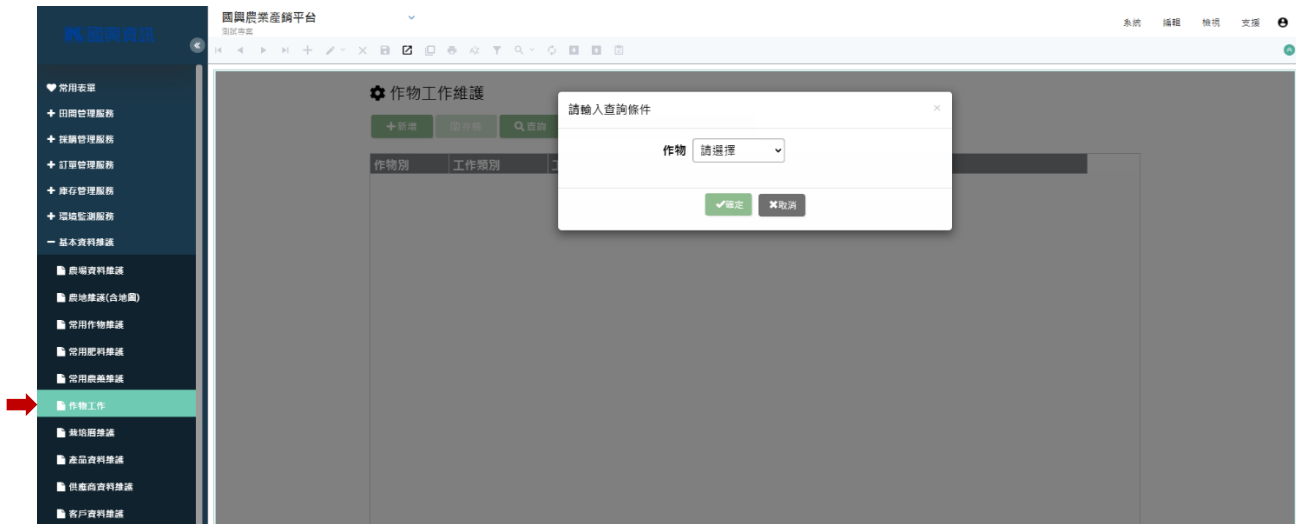 國興資訊
國興農業產銷平台
測試專案
系統 編輯 檢視 支援
常用表單
田間管理服務
採購管理服務
訂單管理服務
庫存管理服務
環境監測服務
基本資料維護
農場資料維護
農地維護(含地圖)
常用作物維護
常用肥料維護
常用農藥維護
作物工作
栽培曆維護
產品資料維護
供應商資料維護
客戶資料維護
作物工作維護
新增 查詢
作物別 工作類別
請輸入查詢條件 ×
作物 請選擇
確定 取消